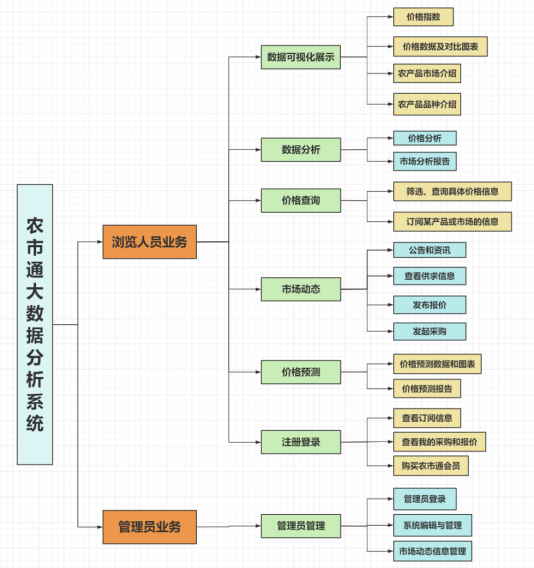 农市通大数据分析系统
浏览人员业务
数据可视化展示
价格指数
价格数据及对比图表
农产品市场介绍
农产品品种介绍
数据分析
价格分析
市场分析报告
价格查询
筛选、查询具体价格信息
订阅某产品或市场的信息
市场动态
公告和资讯
查看供求信息
发布报价
发起采购
价格预测
价格预测数据和图表
价格预测报告
注册登录
查看订阅信息
查看我的采购和报价
购买农市通会员
管理员业务
管理员管理
管理员登录
系统编辑与管理
市场动态信息管理